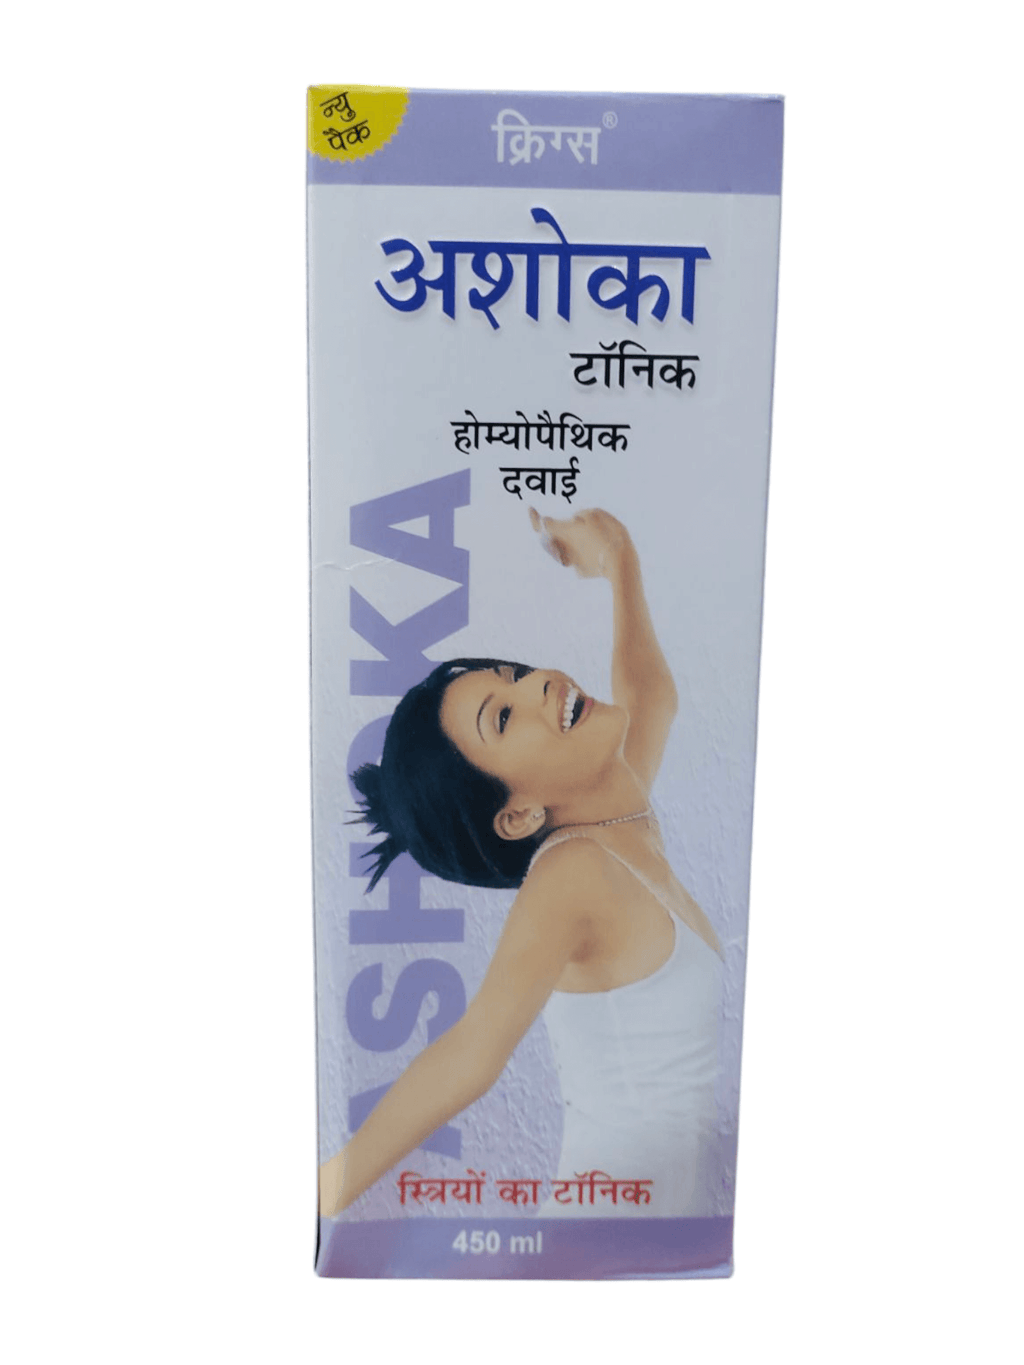 न्यु
पैक
क्रिग्स®
अशोका
टॉनिक
होम्योपैथिक
दवाई
ASHOKA
स्त्रियों का टॉनिक
450 ml